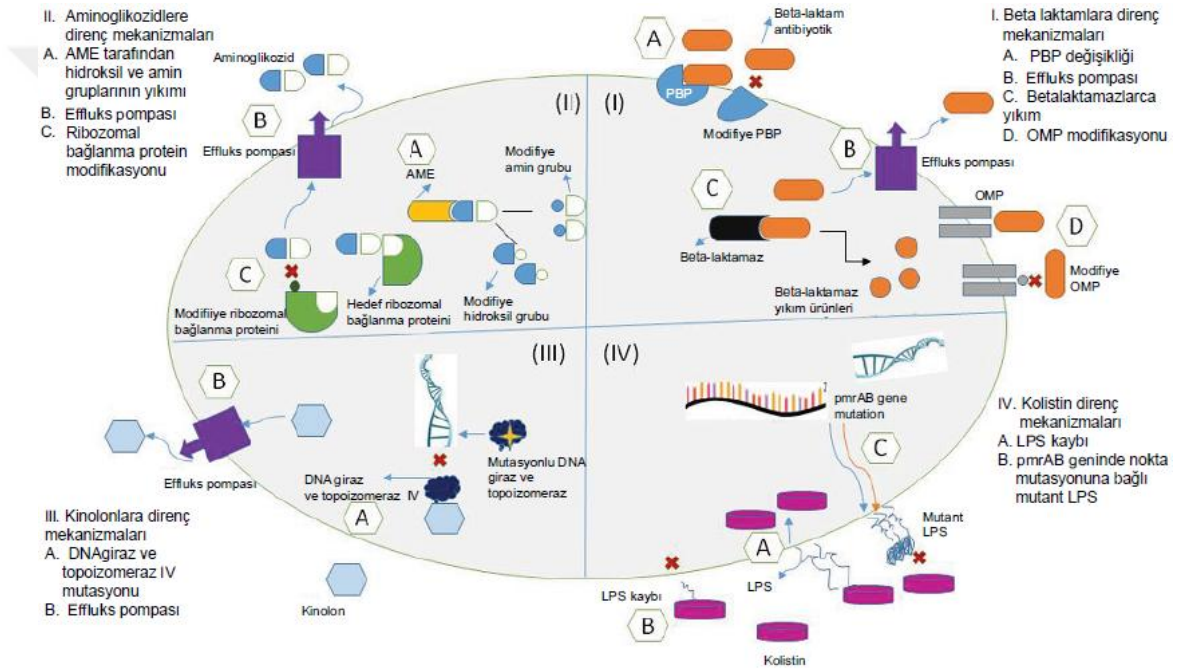 II. Aminoglikozidlere
direnç mekanizmaları
A. AME tarafından
hidroksil ve amin
gruplarının yıkımı
B. Effluks pompası
C. Ribozomal
bağlanma protein
modifikasyonu
I. Beta laktamlara direnç
mekanizmaları
A. PBP değişikliği
B. Effluks pompası
C. Betalaktamazlarca
yıkım
D. OMP modifikasyonu
(II)
Aminoglikozid
B
Effluks pompası
A
AME
Modifiye
amin grubu
C
Modifiiye ribozomal
bağlanma proteini
Hedef ribozomal
bağlanma proteini
Modifiye
hidroksil grubu
(I)
A
Beta-laktam
antibiyotik
PBP
Modifiye PBP
B
Effluks pompası
C
Beta-laktamaz
Beta-laktamaz
yıkım ürünleri
OMP
D
Modifiye
OMP
(III)
B
Effluks pompası
DNA giraz
ve topoizomeraz IV
A
Mutasyonlu DNA
giraz ve
topoizomeraz
Kinolon
III. Kinolonlara direnç
mekanizmaları
A. DNAgiraz ve
topoizomeraz IV
mutasyonu
B. Effluks pompası
(IV)
pmrAB gene
mutation
C
A
Mutant
LPS
LPS
LPS kaybı
B
Kolistin
IV. Kolistin direnç
mekanizmaları
A. LPS kaybı
B. pmrAB geninde nokta
mutasyonuna bağlı
mutant LPS